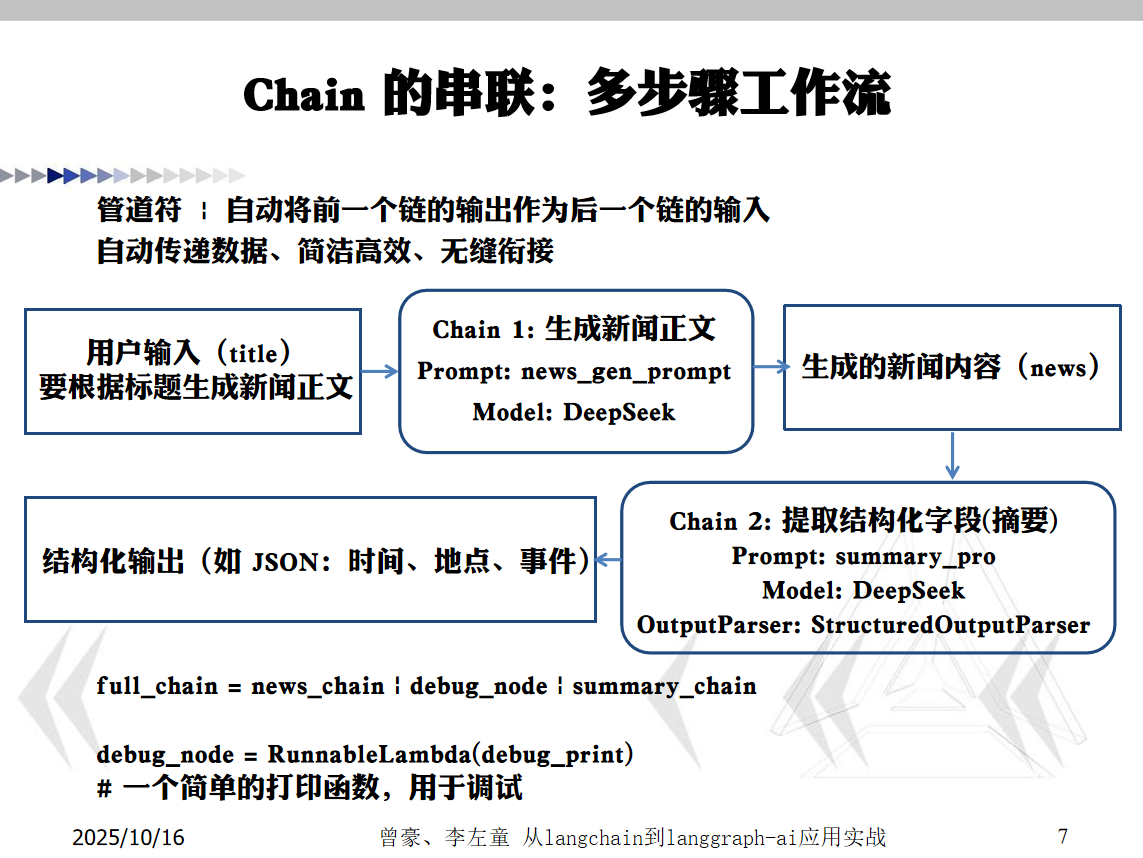 Chain 的串联：多步骤工作流
管道符 ¦ 自动将前一个链的输出作为后一个链的输入
自动传递数据、简洁高效、无缝衔接
用户输入（title）
要根据标题生成新闻正文
Chain 1: 生成新闻正文
Prompt: news_gen_prompt
Model: DeepSeek
生成的新闻内容（news）
Chain 2: 提取结构化字段(摘要)
Prompt: summary_pro
Model: DeepSeek
OutputParser: StructuredOutputParser
结构化输出（如 JSON：时间、地点、事件）
full_chain = news_chain ¦ debug_node ¦ summary_chain
debug_node = RunnableLambda(debug_print)
# 一个简单的打印函数，用于调试
2025/10/16
曾豪、李左童 从langchain到langgraph-ai应用实战
7